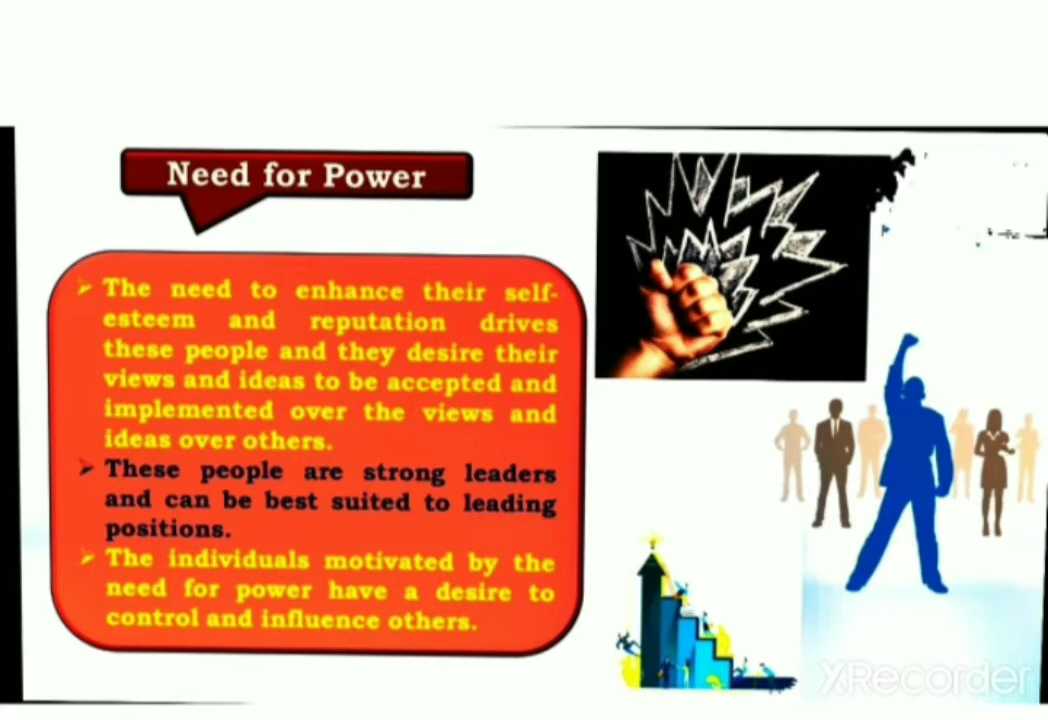 Need for Power
➢ The need to enhance their self-
esteem and reputation drives
these people and they desire their
views and ideas to be accepted and
implemented over the views and
ideas over others.
➢ These people are strong leaders
and can be best suited to leading
positions.
➢ The individuals motivated by the
need for power have a desire to
control and influence others.
XRecorder